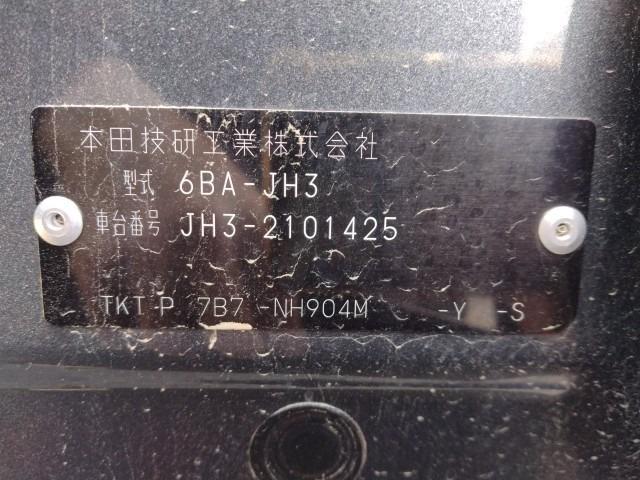 本田技研工業株式会社
型式 6BA-JH3
車台番号 JH3-2101425
TKT P 7B7 -NH904M -Y -S